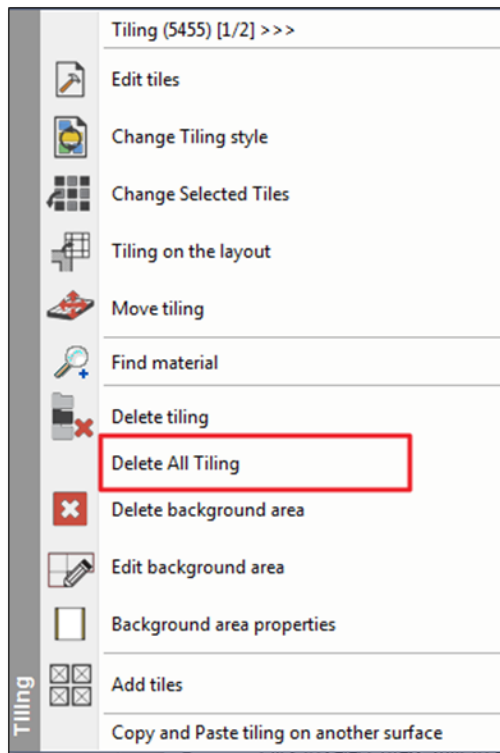 Tiling (5455) [1/2] >>>
Edit tiles
Change Tiling style
Change Selected Tiles
Tiling on the layout
Move tiling
Find material
Delete tiling
Delete All Tiling
Delete background area
Edit background area
Background area properties
Add tiles
Copy and Paste tiling on another surface
Tiling